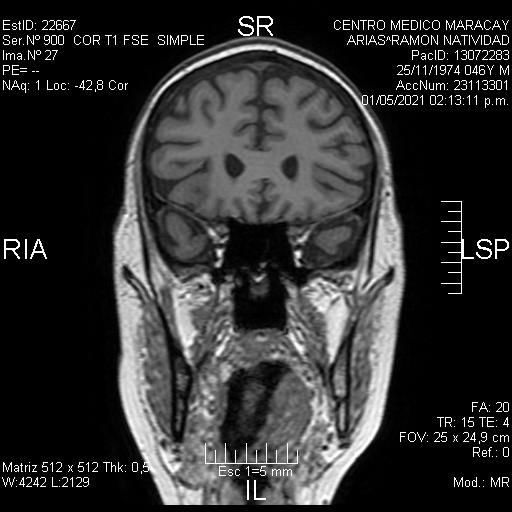 EstID: 22667
Ser.Nº 900 COR T1 FSE SIMPLE
Ima.Nº 27
PE= --
NAq: 1 Loc: -42,8 Cor
SR
CENTRO MEDICO MARACAY
ARIAS^RAMON NATIVIDAD
PacID: 13072283
25/11/1974 046Y M
AccNum: 23113301
01/05/2021 02:13:11 p.m.
RIA
LSP
Matriz 512 x 512 Thk: 0,5
W:4242 L:2129
Esc 1=5 mm
IL
FA: 20
TR: 15 TE: 4
FOV: 25 x 24,9 cm
Ref.: 0
Mod.: MR